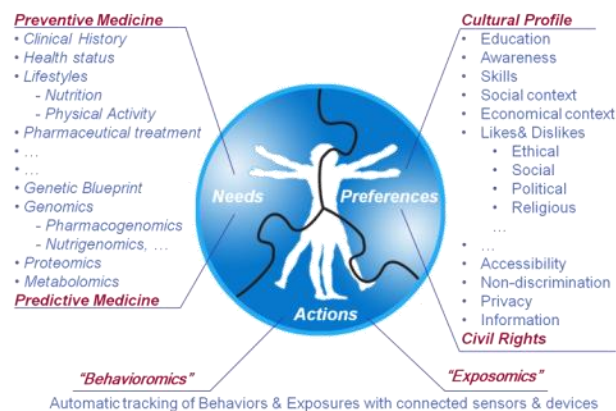 Preventive Medicine
• Clinical History
• Health status
• Lifestyles
- Nutrition
- Physical Activity
• Pharmaceutical treatment
• …
• …
• Genetic Blueprint
• Genomics
- Pharmacogenomics
- Nutrigenomics, …
• Proteomics
• Metabolomics
Predictive Medicine
Needs
Preferences
Actions
Cultural Profile
• Education
• Awareness
• Skills
• Social context
• Economical context
• Likes& Dislikes
• Ethical
• Social
• Political
• Religious
…
• …
• Accessibility
• Non-discrimination
• Privacy
• Information
Civil Rights
"Behavioromics"
"Exposomics"
Automatic tracking of Behaviors & Exposures with connected sensors & devices